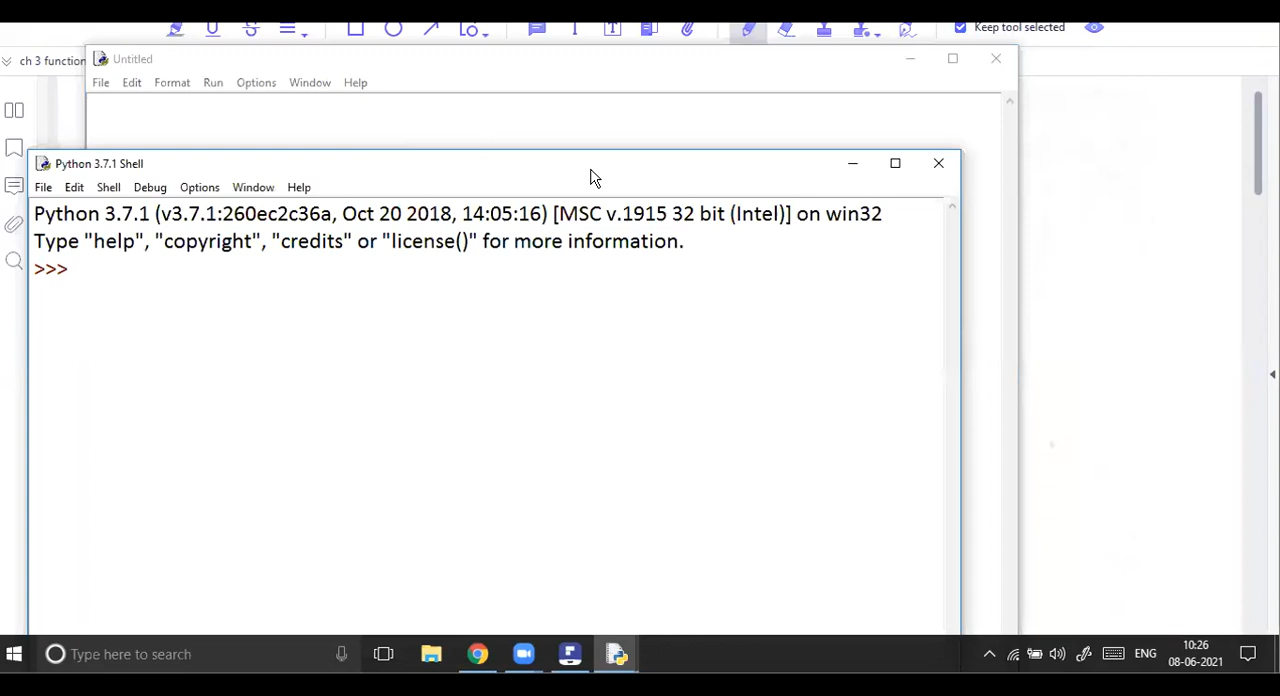 Keep tool selected
ch 3 function
Untitled
File Edit Format Run Options Window Help
Python 3.7.1 Shell
File Edit Shell Debug Options Window Help
Python 3.7.1 (v3.7.1:260ec2c36a, Oct 20 2018, 14:05:16) [MSC v.1915 32 bit (Intel)] on win32
Type "help", "copyright", "credits" or "license()" for more information.
>>>
Type here to search
ENG
10:26
08-06-2021